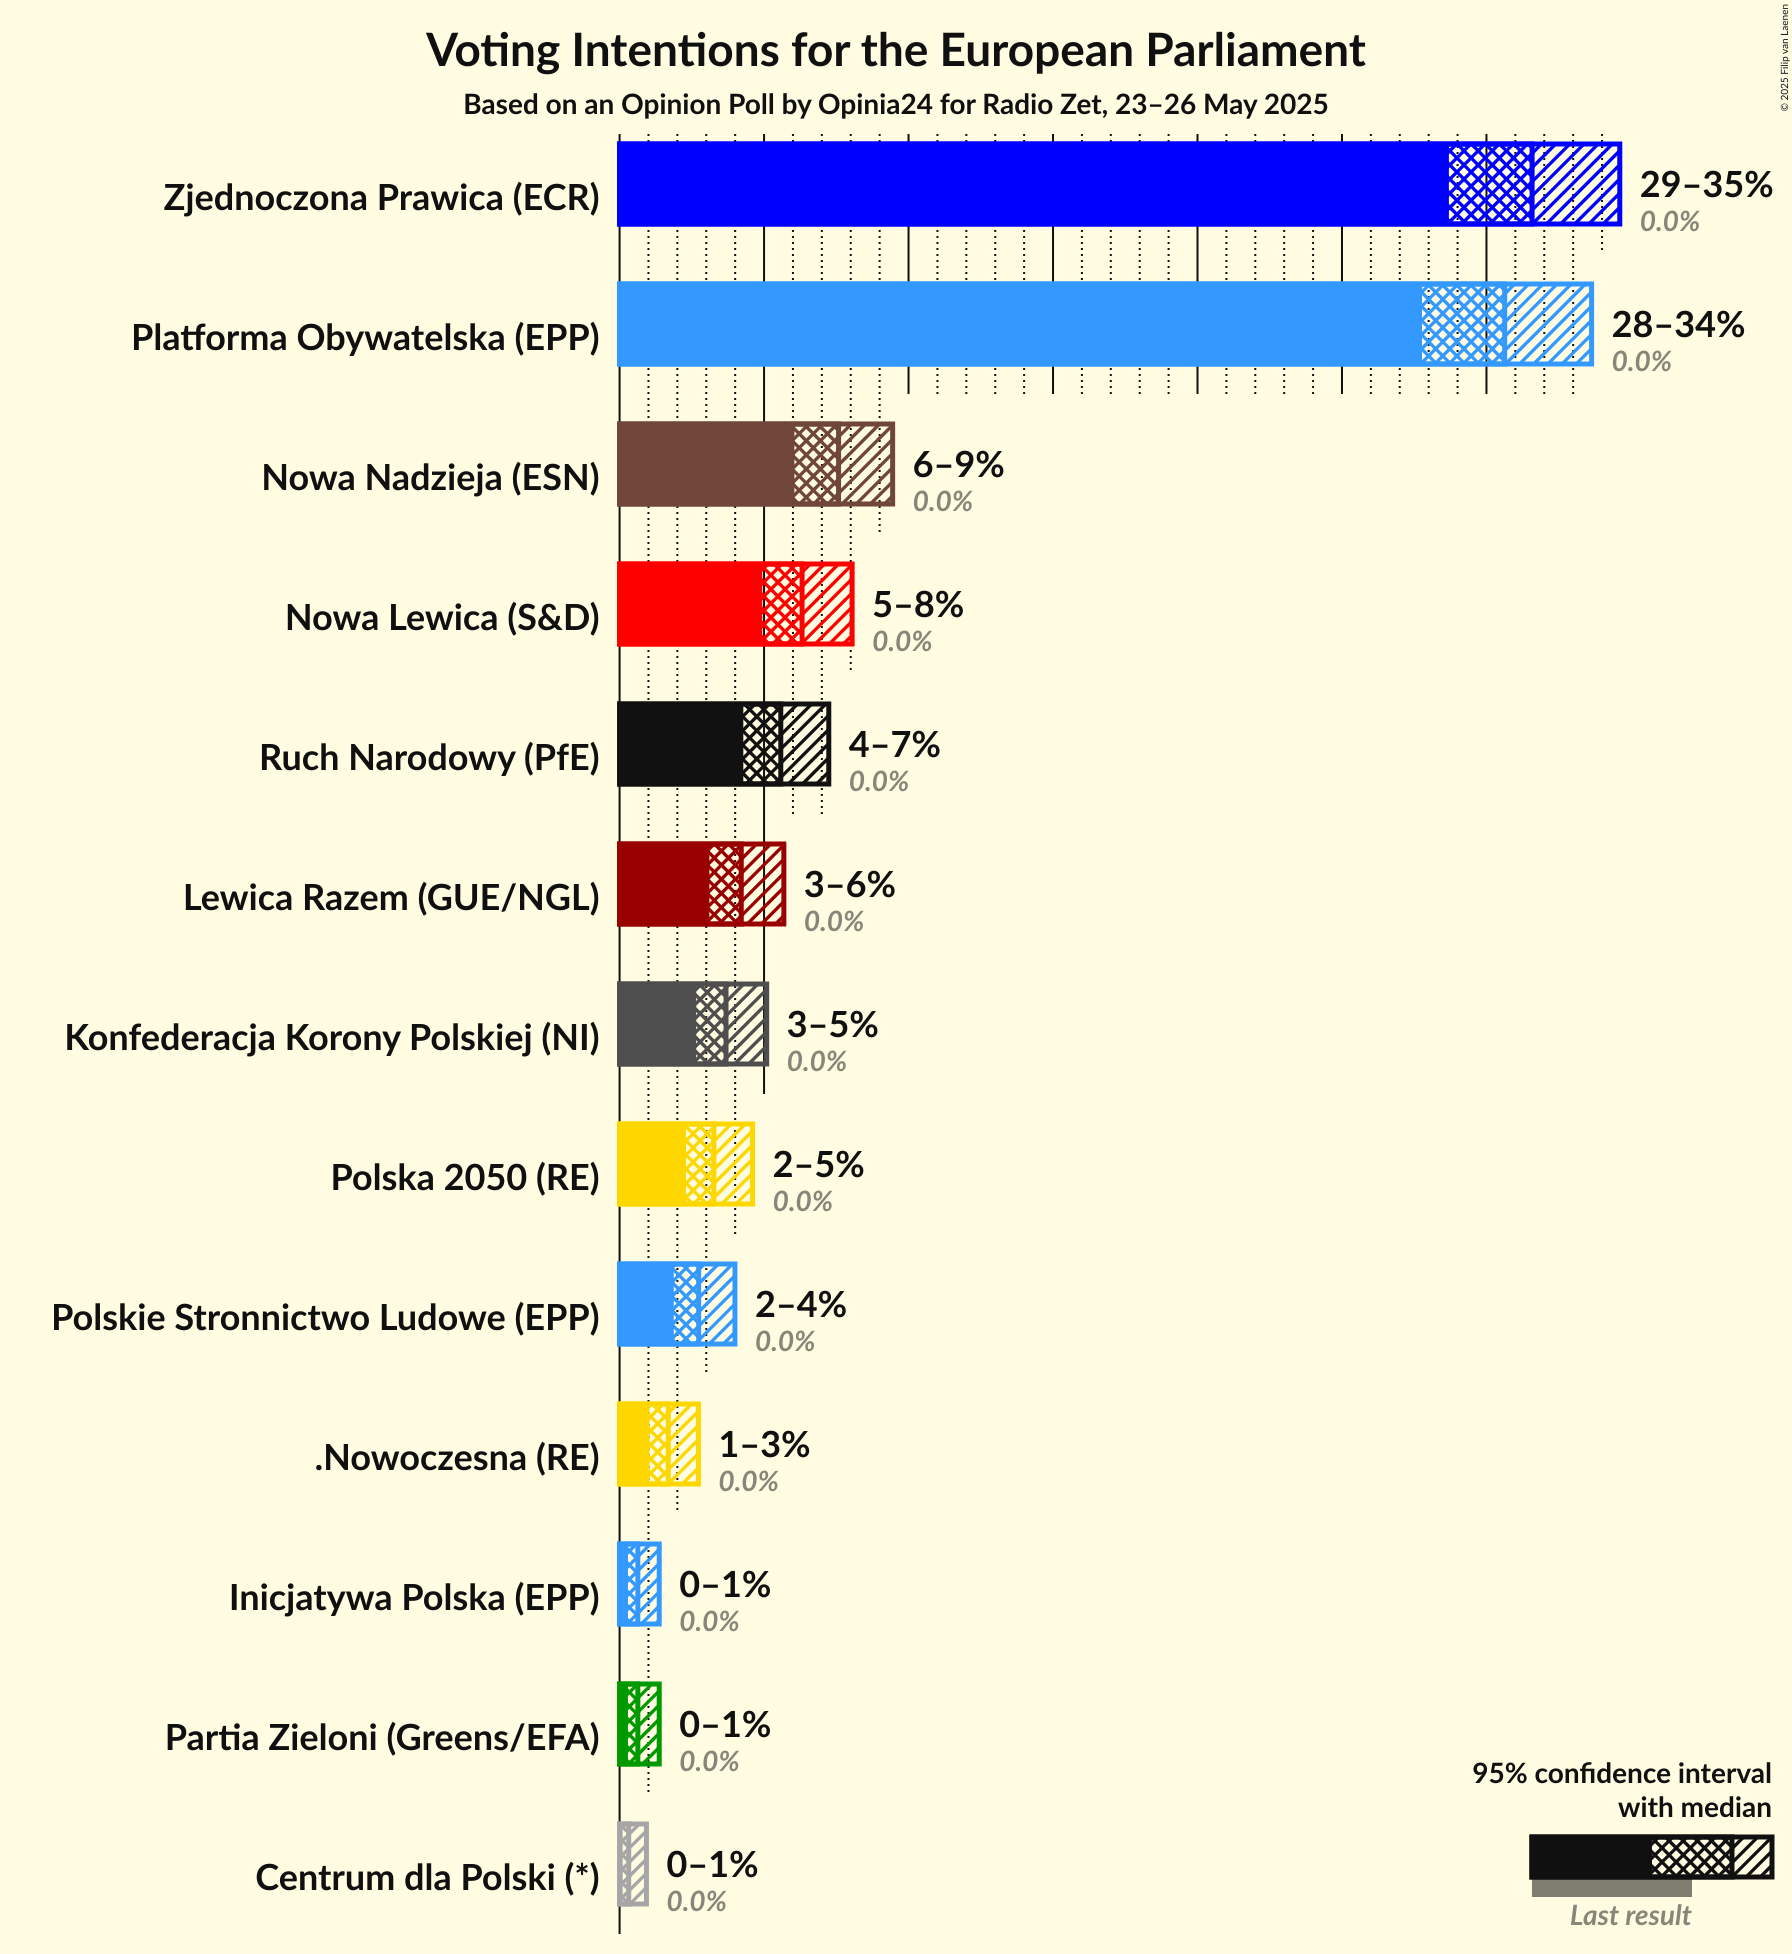 Voting Intentions for the European Parliament
Based on an Opinion Poll by Opinia24 for Radio Zet, 23–26 May 2025
© 2025 Filip van Laenen
Zjednoczona Prawica (ECR)
29–35%
0.0%
Platforma Obywatelska (EPP)
28–34%
0.0%
Nowa Nadzieja (ESN)
6–9%
0.0%
Nowa Lewica (S&D)
5–8%
0.0%
Ruch Narodowy (PfE)
4–7%
0.0%
Lewica Razem (GUE/NGL)
3–6%
0.0%
Konfederacja Korony Polskiej (NI)
3–5%
0.0%
Polska 2050 (RE)
2–5%
0.0%
Polskie Stronnictwo Ludowe (EPP)
2–4%
0.0%
.Nowoczesna (RE)
1–3%
0.0%
Inicjatywa Polska (EPP)
0–1%
0.0%
Partia Zieloni (Greens/EFA)
0–1%
0.0%
Centrum dla Polski (*)
0–1%
0.0%
95% confidence interval
with median
Last result